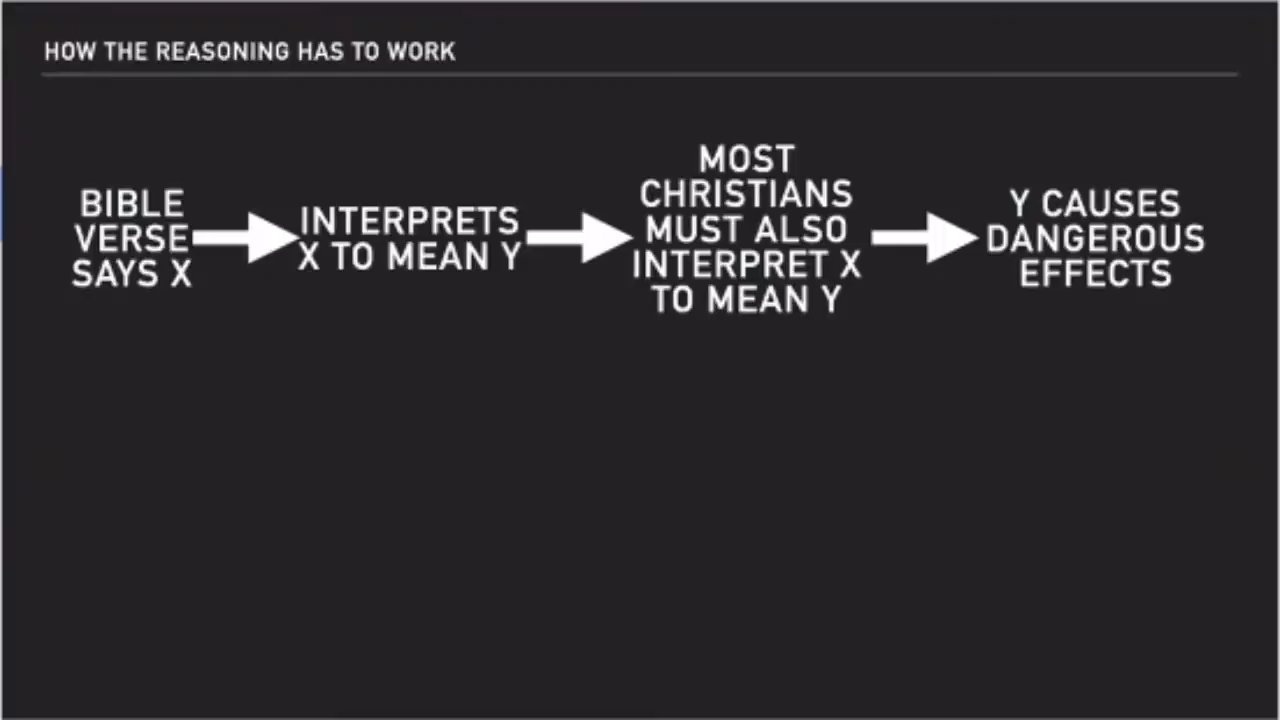 HOW THE REASONING HAS TO WORK
BIBLE
VERSE
SAYS X
INTERPRETS
X TO MEAN Y
MOST
CHRISTIANS
MUST ALSO
INTERPRET X
TO MEAN Y
Y CAUSES
DANGEROUS
EFFECTS